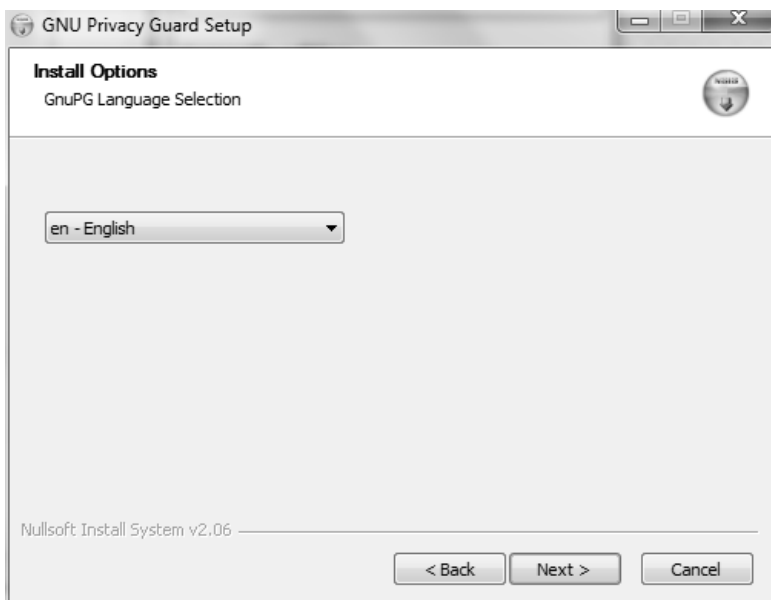 GNU Privacy Guard Setup
Install Options
GnuPG Language Selection
en - English
Nullsoft Install System v2.06
< Back
Next >
Cancel